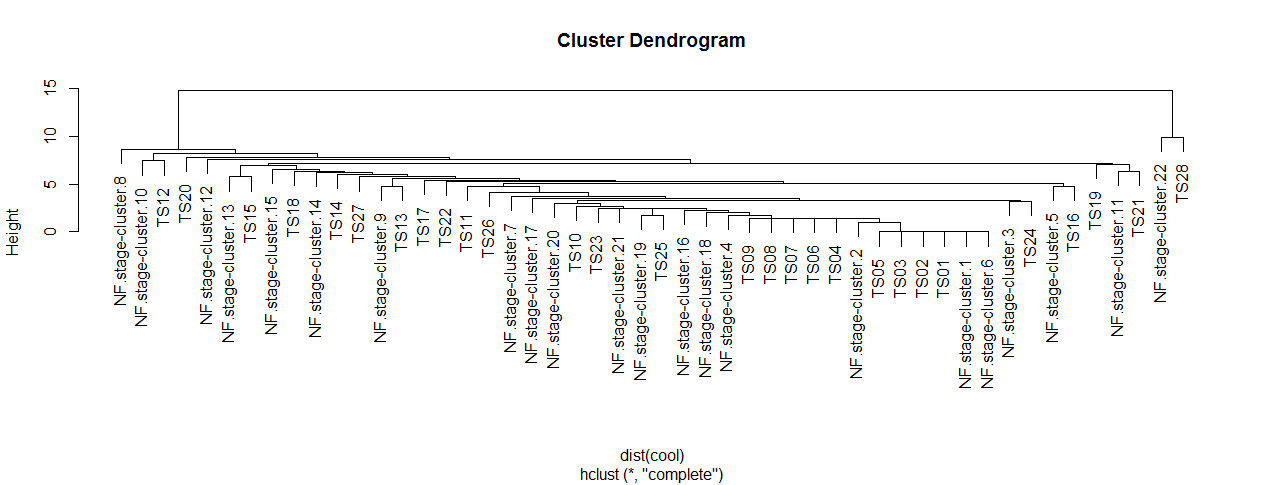 Cluster Dendrogram
Height
15
10
5
0
NF.stage-cluster.8
NF.stage-cluster.10
TS12
TS20
NF.stage-cluster.12
NF.stage-cluster.13
TS15
NF.stage-cluster.15
TS18
NF.stage-cluster.14
TS14
TS27
NF.stage-cluster.9
TS13
TS17
TS22
TS11
TS26
NF.stage-cluster.7
NF.stage-cluster.17
NF.stage-cluster.20
TS10
TS23
NF.stage-cluster.21
NF.stage-cluster.19
TS25
NF.stage-cluster.16
NF.stage-cluster.18
NF.stage-cluster.4
TS09
TS08
TS07
TS06
TS04
NF.stage-cluster.2
TS05
TS03
TS02
TS01
NF.stage-cluster.1
NF.stage-cluster.6
NF.stage-cluster.3
TS24
NF.stage-cluster.5
TS16
TS19
NF.stage-cluster.11
TS21
NF.stage-cluster.22
TS28
dist(cool)
hclust (*, "complete")